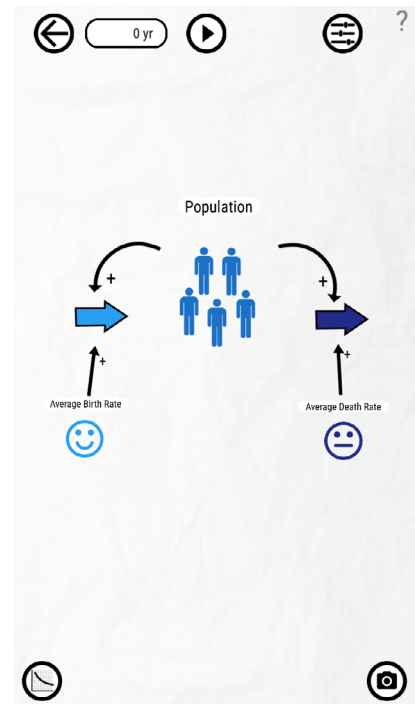 0 yr
?
Population
+
+
+
+
Average Birth Rate
Average Death Rate